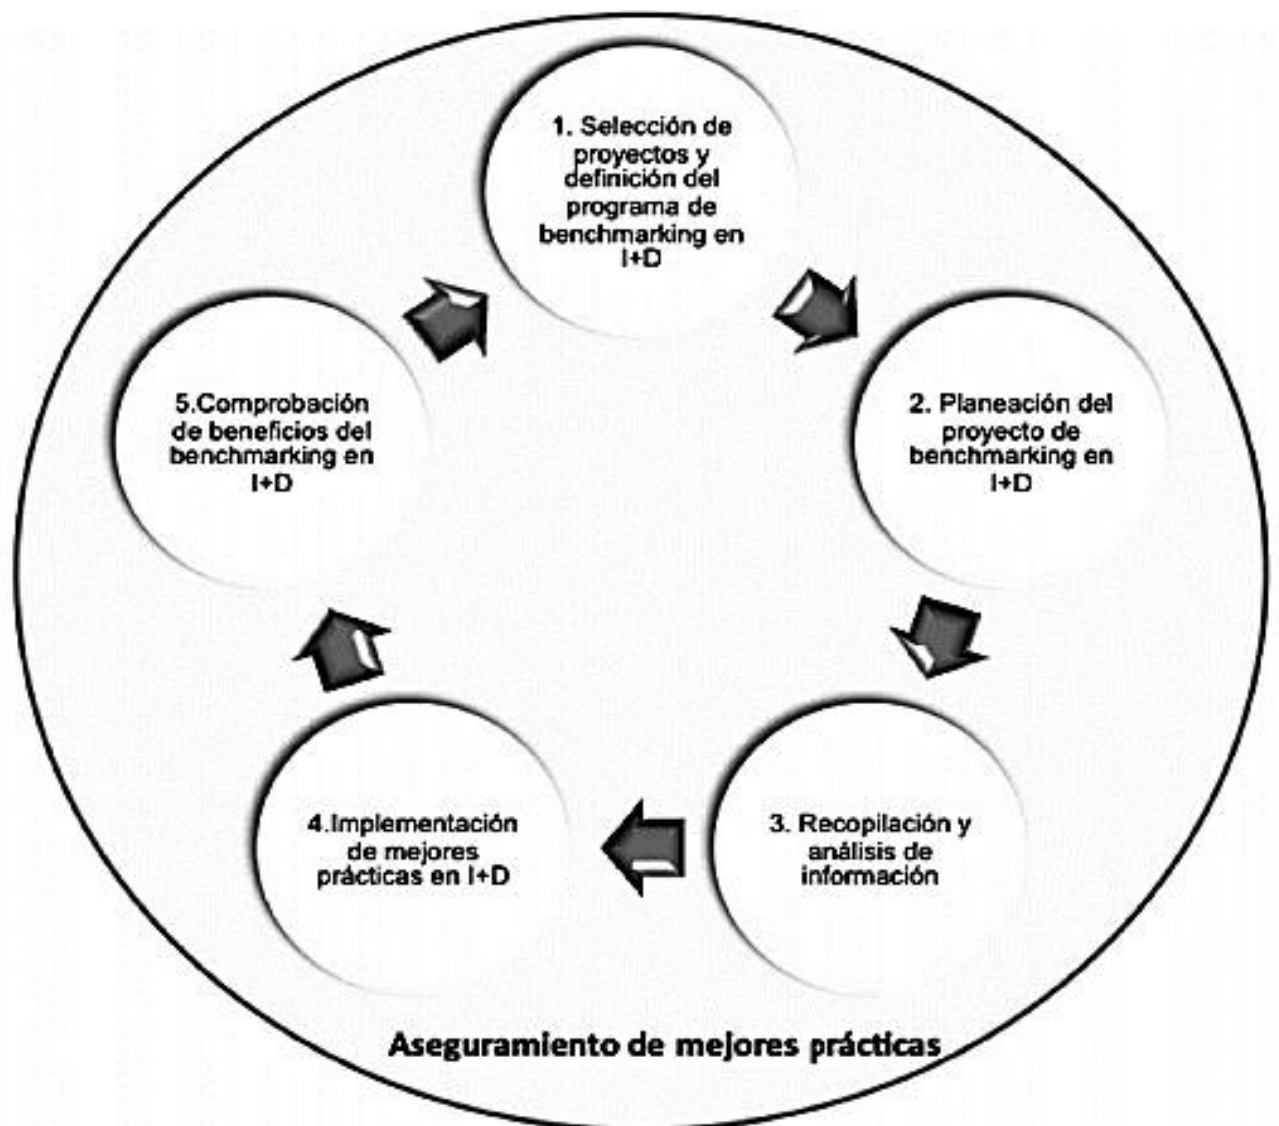 1. Selección de
proyectos y
definición del
programa de
benchmarking en
I+D
2. Planeación del
proyecto de
benchmarking en
I+D
3. Recopilación y
análisis de
información
4.Implementación
de mejores
prácticas en I+D
5.Comprobación
de beneficios del
benchmarking en
I+D
Aseguramiento de mejores prácticas